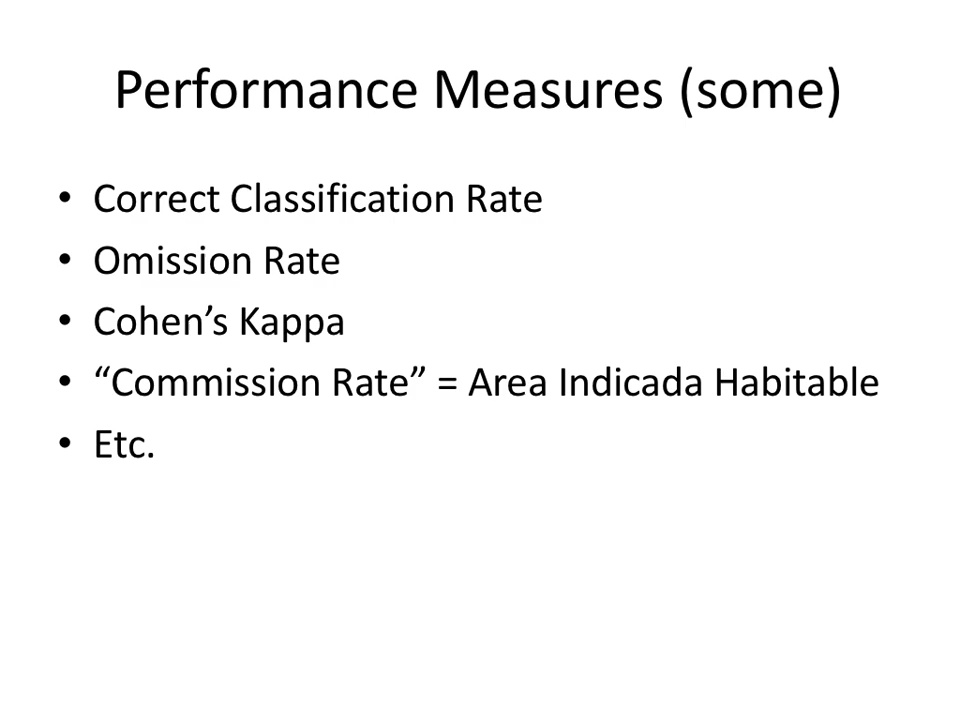 Performance Measures (some)
• Correct Classification Rate
• Omission Rate
• Cohen’s Kappa
• “Commission Rate” = Area Indicada Habitable
• Etc.